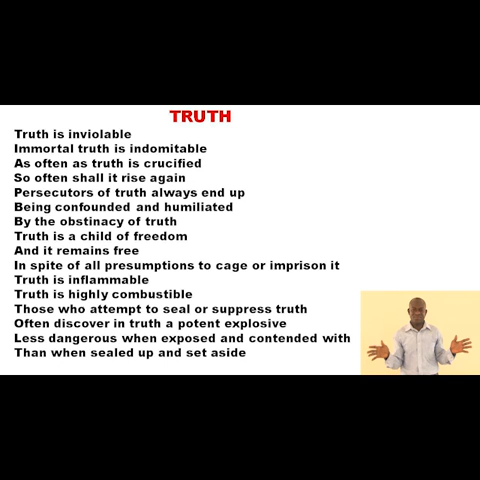 TRUTH
Truth is inviolable
Immortal truth is indomitable
As often as truth is crucified
So often shall it rise again
Persecutors of truth always end up
Being confounded and humiliated
By the obstinacy of truth
Truth is a child of freedom
And it remains free
In spite of all presumptions to cage or imprison it
Truth is inflammable
Truth is highly combustible
Those who attempt to seal or suppress truth
Often discover in truth a potent explosive
Less dangerous when exposed and contended with
Than when sealed up and set aside